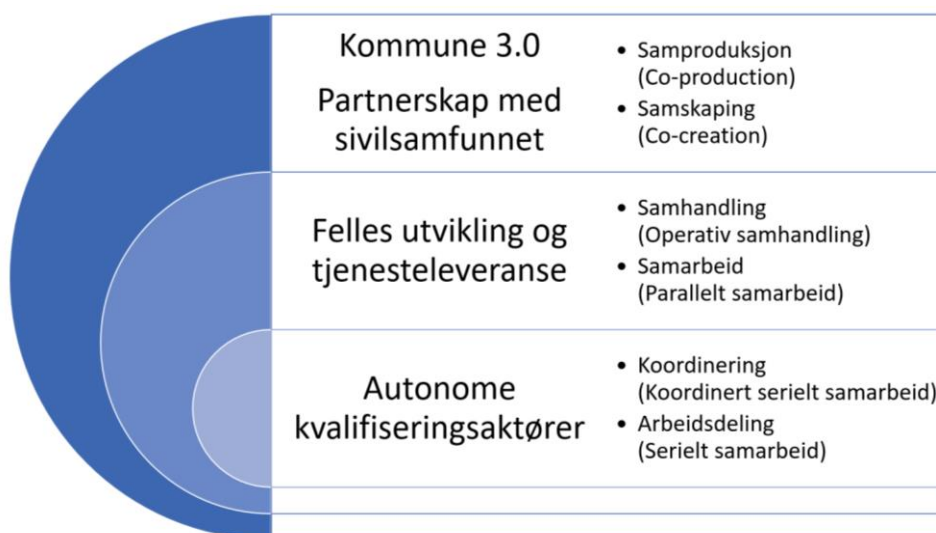 Kommune 3.0
Partnerskap med
sivilsamfunnet
• Samproduksjon
(Co-production)
• Samskaping
(Co-creation)
Felles utvikling og
tjenesteleveranse
• Samhandling
(Operativ samhandling)
• Samarbeid
(Parallelt samarbeid)
Autonome
kvalifiseringsaktører
• Koordinering
(Koordinert serielt samarbeid)
• Arbeidsdeling
(Serielt samarbeid)